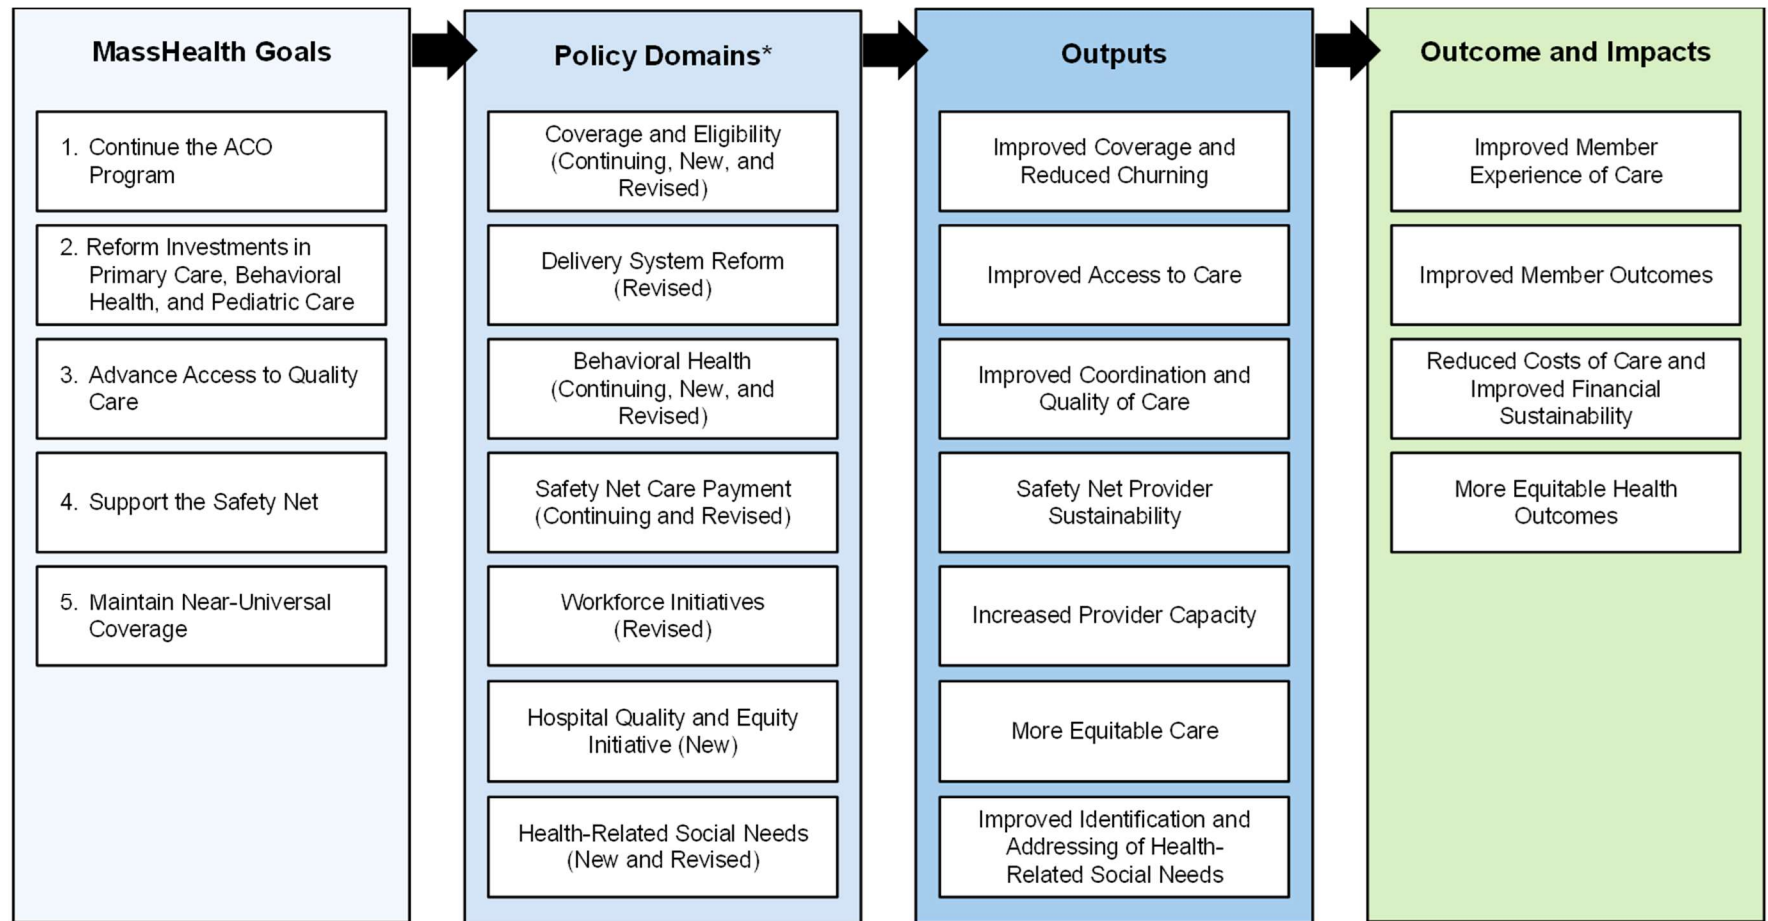 MassHealth Goals
1. Continue the ACO
Program
2. Reform Investments in
Primary Care, Behavioral
Health, and Pediatric Care
3. Advance Access to Quality
Care
4. Support the Safety Net
5. Maintain Near-Universal
Coverage
Policy Domains*
Coverage and Eligibility
(Continuing, New, and
Revised)
Delivery System Reform
(Revised)
Behavioral Health
(Continuing, New, and
Revised)
Safety Net Care Payment
(Continuing and Revised)
Workforce Initiatives
(Revised)
Hospital Quality and Equity
Initiative (New)
Health-Related Social Needs
(New and Revised)
Outputs
Improved Coverage and
Reduced Churning
Improved Access to Care
Improved Coordination and
Quality of Care
Safety Net Provider
Sustainability
Increased Provider Capacity
More Equitable Care
Improved Identification and
Addressing of Health-
Related Social Needs
Outcome and Impacts
Improved Member
Experience of Care
Improved Member Outcomes
Reduced Costs of Care and
Improved Financial
Sustainability
More Equitable Health
Outcomes